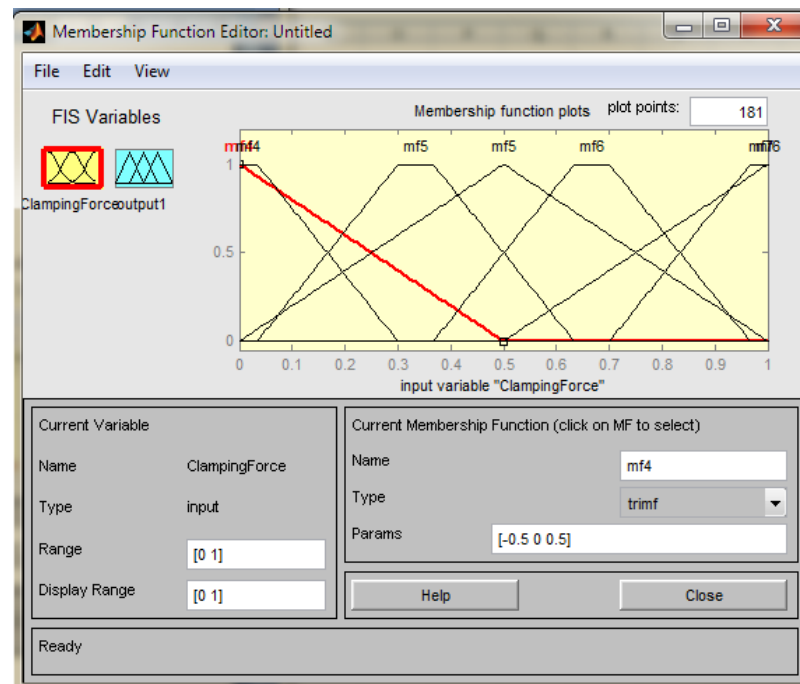 Membership Function Editor: Untitled
File Edit View
FIS Variables
Membership function plots plot points: 181
mf5 mf5 mf6
ClampingForce output1
1
0.5
0
0 0.1 0.2 0.3 0.4 0.5 0.6 0.7 0.8 0.9 1
input variable "ClampingForce"
Current Variable
Name ClampingForce
Type input
Range [0 1]
Display Range [0 1]
Current Membership Function (click on MF to select)
Name mf4
Type trimf
Params [-0.5 0 0.5]
Help Close
Ready